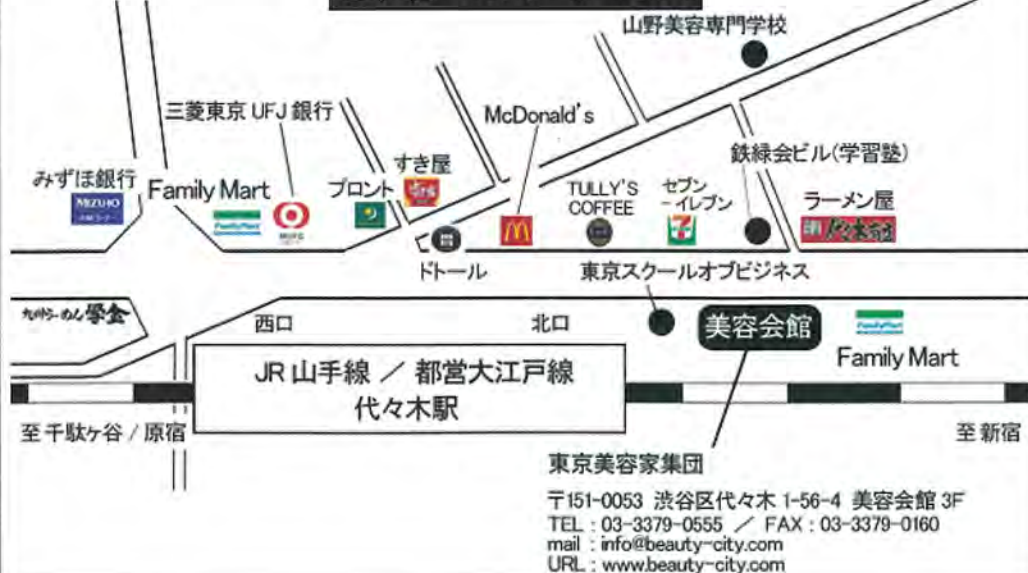 山野美容専門学校
三菱東京 UFJ 銀行
McDonald's
鉄緑会ビル(学習塾)
みずほ銀行
MIZUHO
Family Mart
FamilyMart
MUFG
プロント
すき屋
すき家
TULLY'S
COFFEE
セブン
-イレブン
ラーメン屋
ドトール
東京スクールオブビジネス
西口
北口
美容会館
FamilyMart
Family Mart
JR 山手線 / 都営大江戸線
代々木駅
至 千駄ヶ谷 / 原宿
至 新宿
東京美容家集団
〒151-0053 渋谷区代々木 1-56-4 美容会館 3F
TEL : 03-3379-0555 / FAX : 03-3379-0160
mail : info@beauty-city.com
URL : www.beauty-city.com